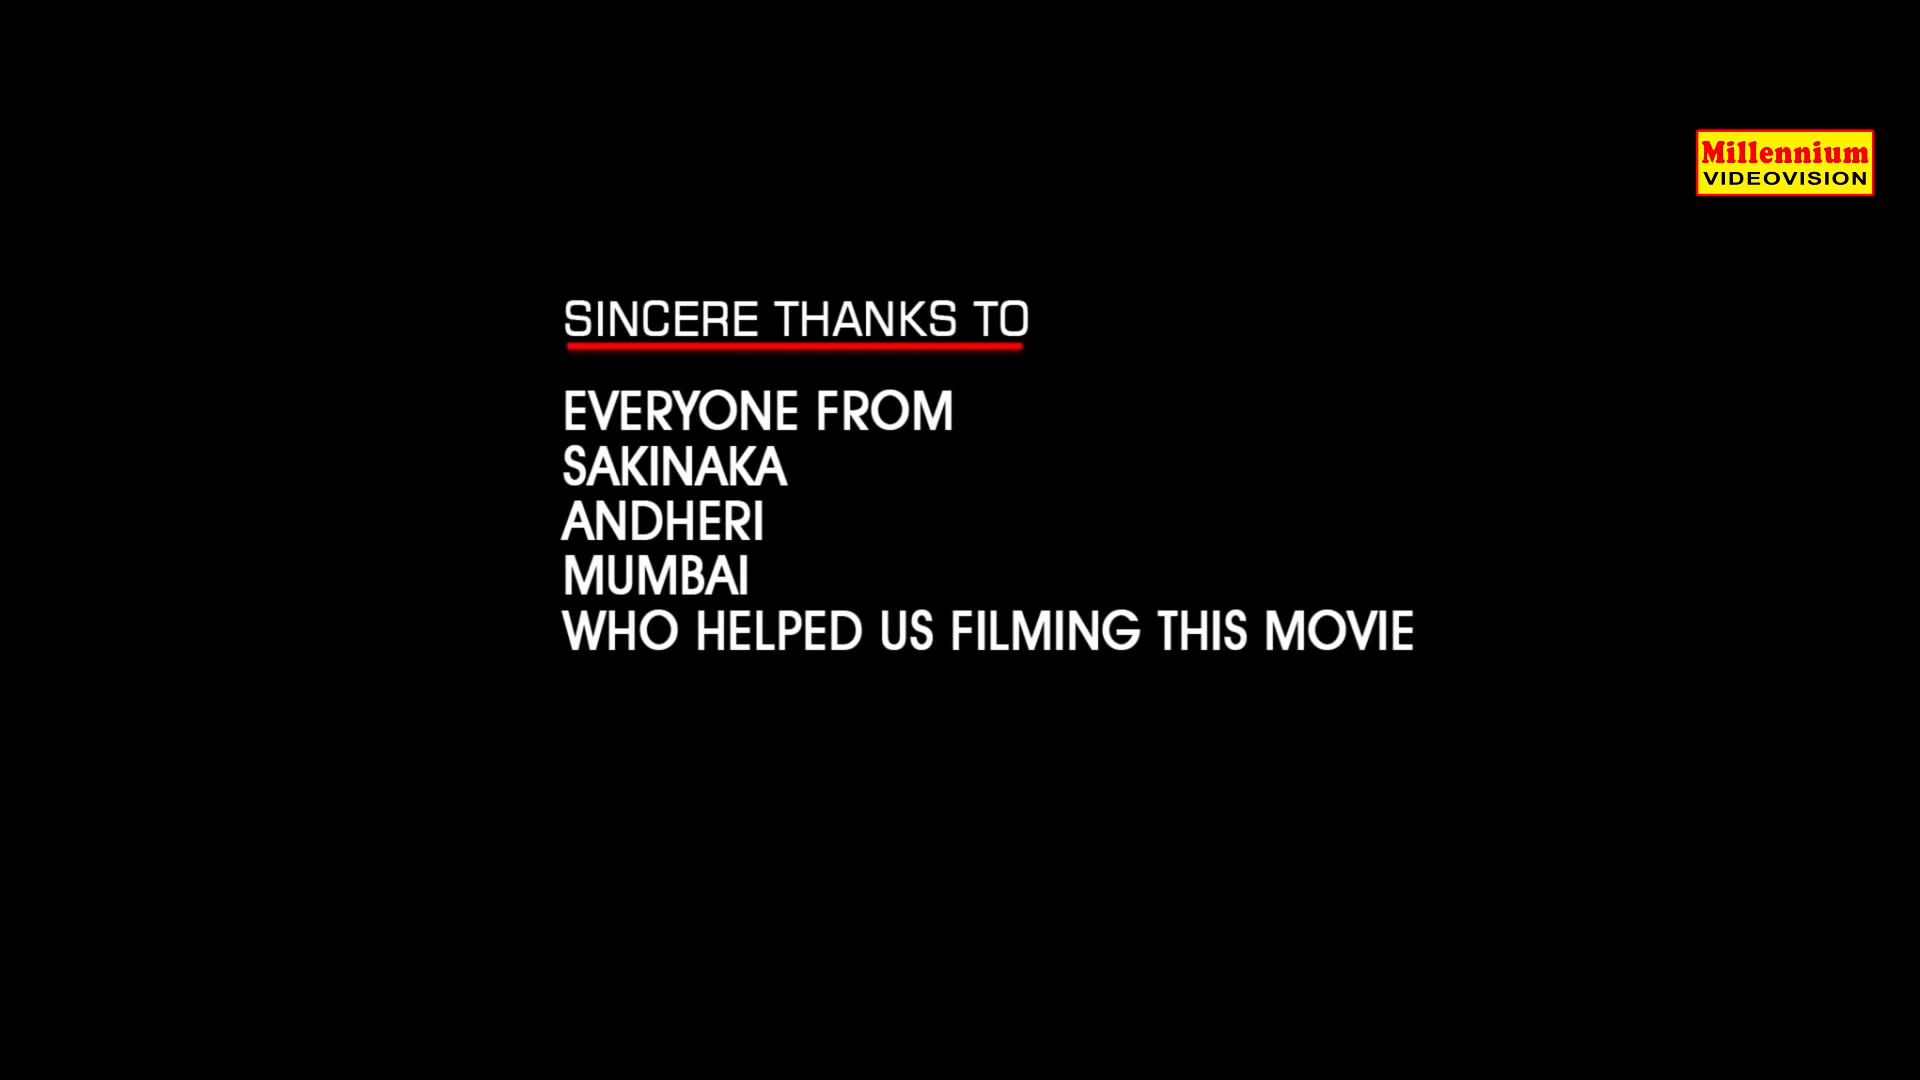 Millennium
VIDEOVISION
SINCERE THANKS TO
EVERYONE FROM
SAKINAKA
ANDHERI
MUMBAI
WHO HELPED US FILMING THIS MOVIE